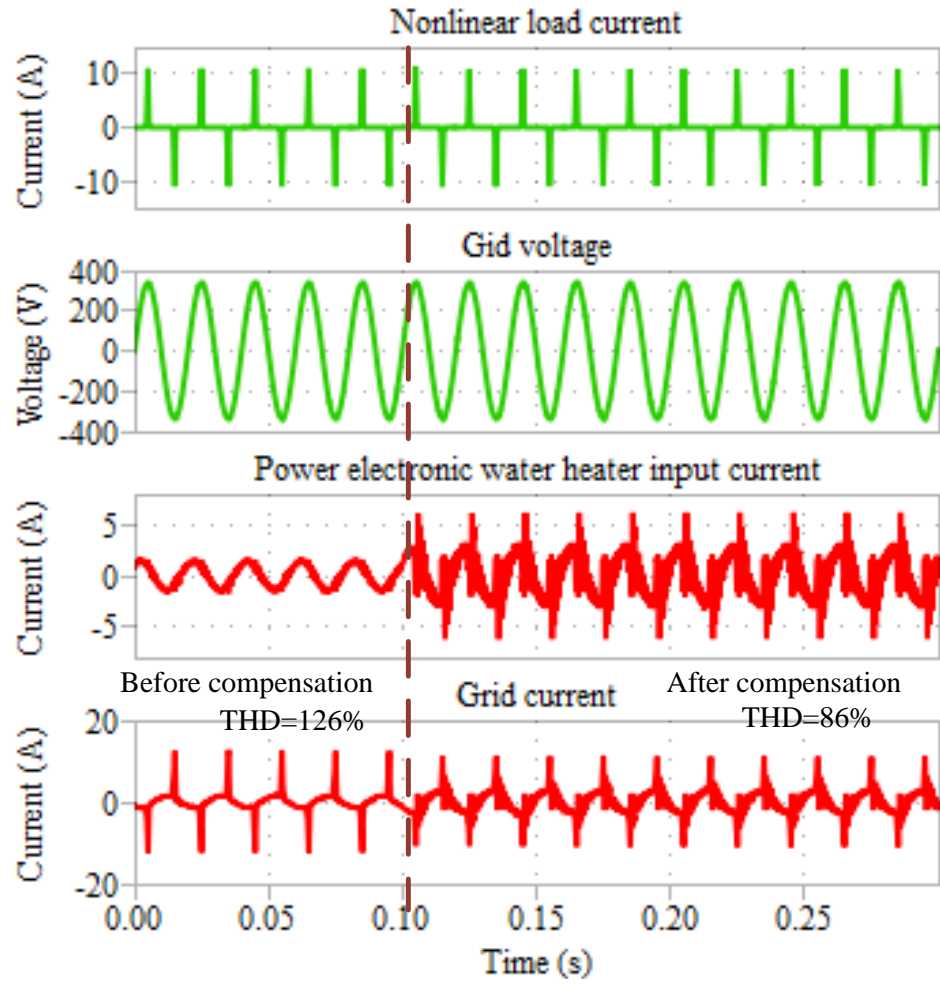 Nonlinear load current
Current (A)
10
0
-10
Gid voltage
Voltage (V)
400
200
0
-200
-400
Power electronic water heater input current
Current (A)
5
0
-5
Before compensation
THD=126%
Grid current
After compensation
THD=86%
Current (A)
20
0
-20
0.00 0.05 0.10 0.15 0.20 0.25
Time (s)